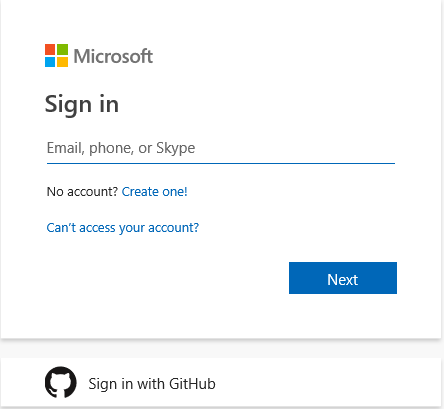 Microsoft
Sign in
Email, phone, or Skype
No account? Create one!
Can't access your account?
Next
Sign in with GitHub